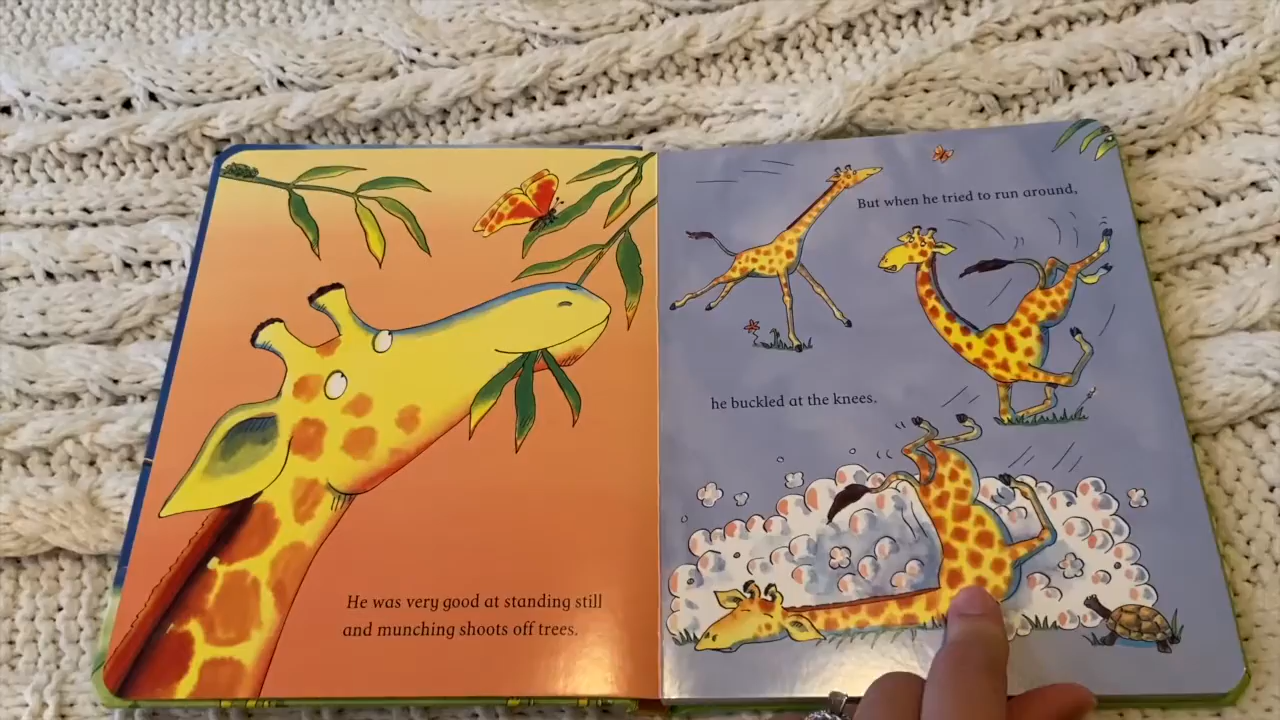 He was very good at standing still
and munching shoots off trees.
But when he tried to run around,
he buckled at the knees.